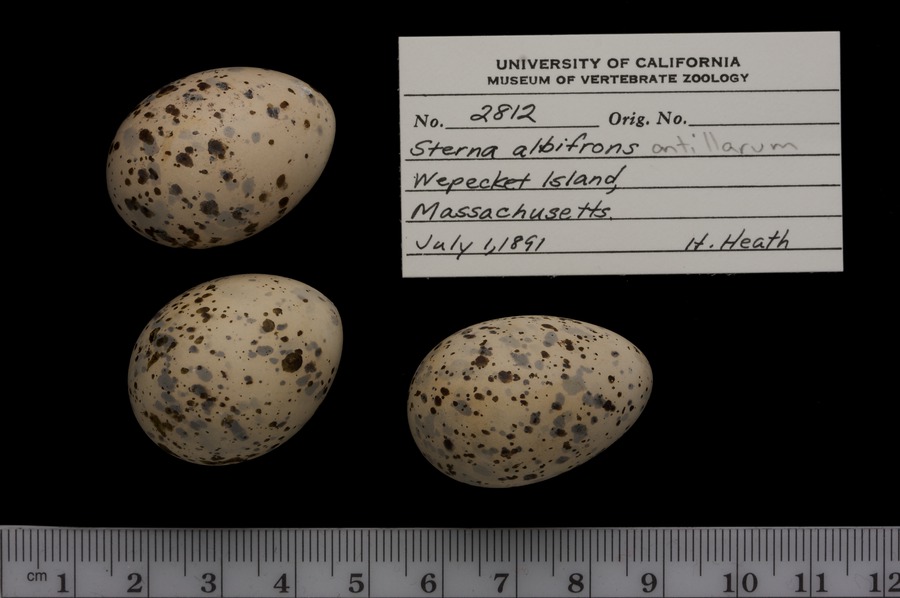 UNIVERSITY OF CALIFORNIA
MUSEUM OF VERTEBRATE ZOOLOGY
No. 2812 Orig. No.
Sterna albifrons antillarum
Wepecket Island,
Massachusetts.
July 1, 1891 H. Heath
cm 1 2 3 4 5 6 7 8 9 10 11 12